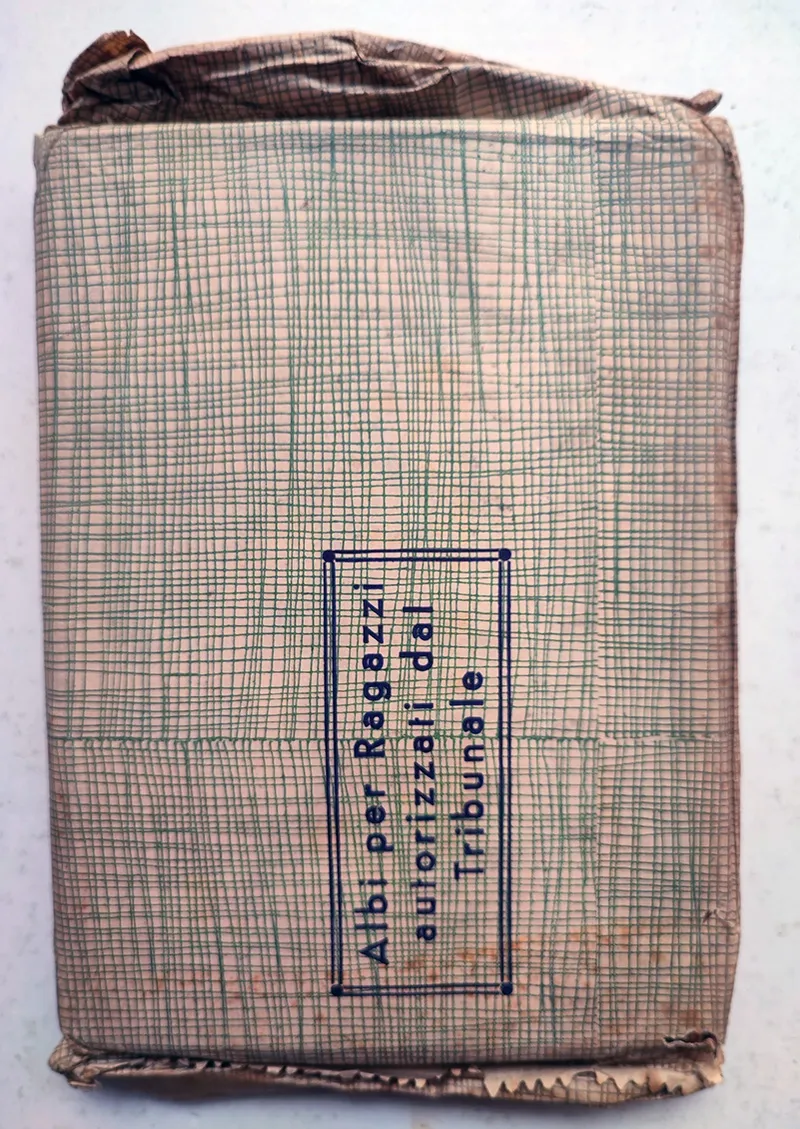 Albi per Ragazzi
autorizzati dal
Tribunale